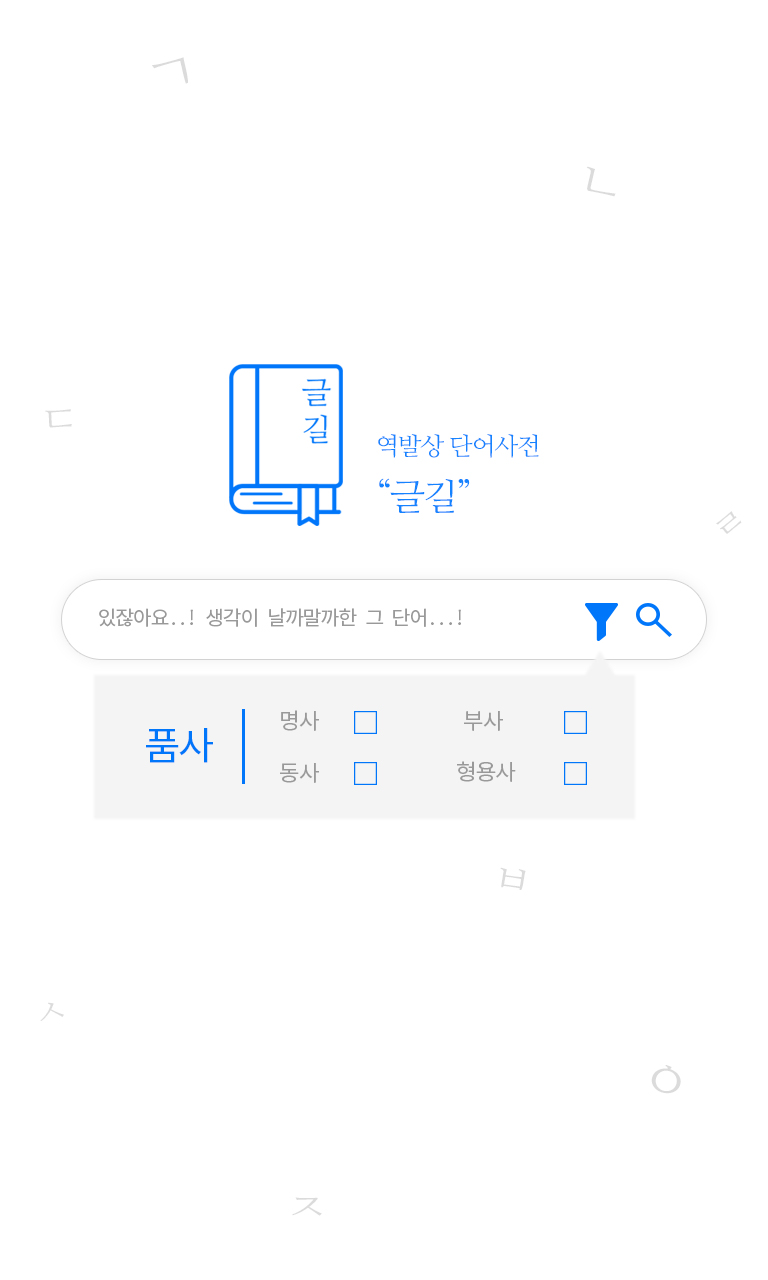 ㄱ
ㄴ
글
길
ㄷ
역발상 단어사전
“글길”
ㄹ
있잖아요..! 생각이 날까말까한 그 단어...!
품사
명사
부사
동사
형용사
ㅂ
ㅅ
ㅇ
ㅈ